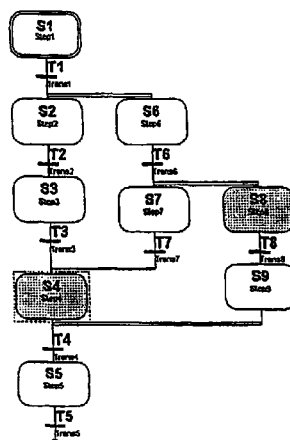 S1
Step1
T1
Trans1
S2
Step2
S6
Step6
T2
Trans2
T6
Trans6
S3
Step3
S7
Step7
S8
T3
Trans3
T7
Trans7
T8
Trans8
S4
S9
Step9
T4
Trans4
S5
Step5
T5
Trans5